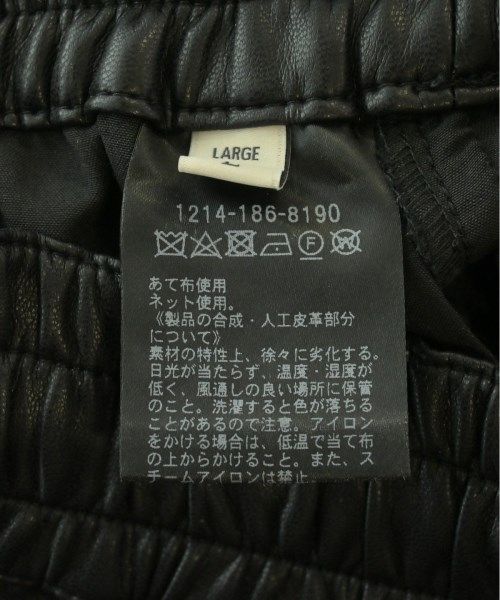 LARGE
1214-186-8190
あて布使用
ネット使用。
《製品の合成・人工皮革部分
について》
素材の特性上、徐々に劣化する。
日光が当たらず、温度・湿度が
低く、風通しの良い場所に保管
のこと。洗濯すると色が落ちる
ことがあるので注意。アイロン
をかける場合は、低温で当て布
の上からかけること。また、ス
チームアイロンは禁止。